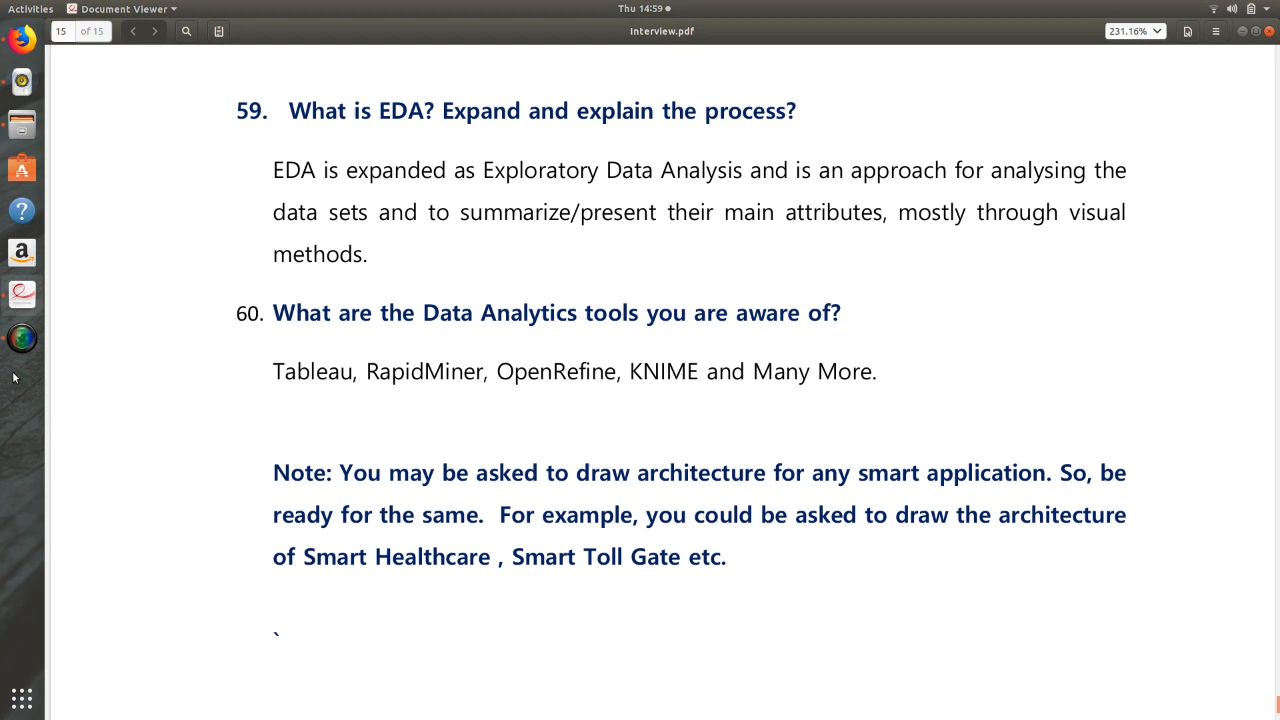 Activities Document Viewer Thu 14:59
15 of 15 Interview.pdf 231.16%
59. What is EDA? Expand and explain the process?
EDA is expanded as Exploratory Data Analysis and is an approach for analysing the
data sets and to summarize/present their main attributes, mostly through visual
methods.
60. What are the Data Analytics tools you are aware of?
Tableau, RapidMiner, OpenRefine, KNIME and Many More.
Note: You may be asked to draw architecture for any smart application. So, be
ready for the same. For example, you could be asked to draw the architecture
of Smart Healthcare , Smart Toll Gate etc.
`